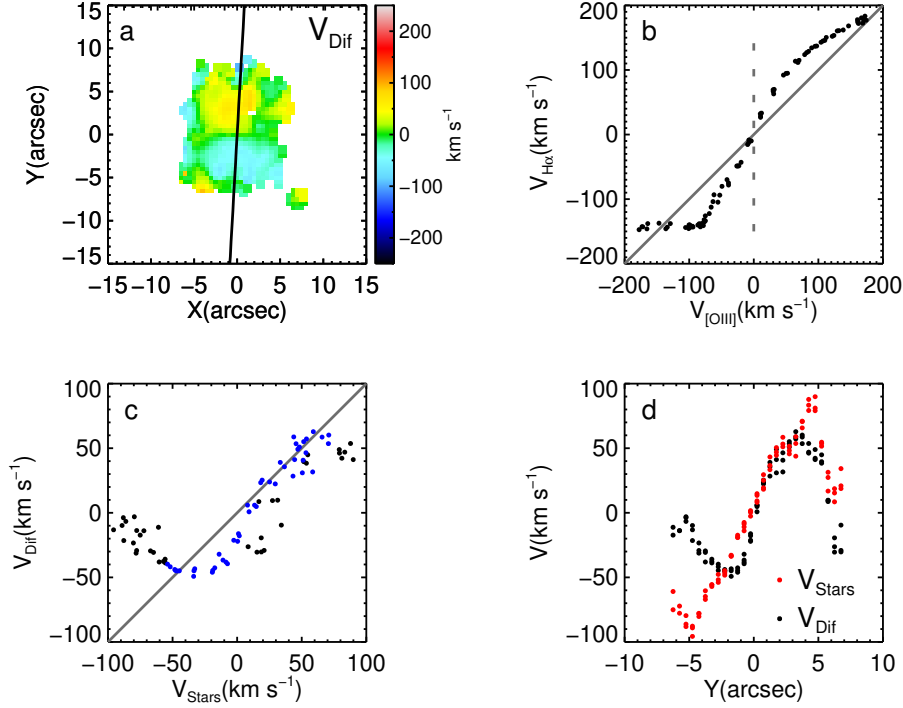 a
V_Dif
15
10
5
0
−5
−10
−15
−15 −10 −5 0 5 10 15
X(arcsec)
Y(arcsec)
200
100
0
−100
−200
km s⁻¹
b
200
100
0
−100
−200
−200 −100 0 100 200
V_[OIII](km s⁻¹)
V_Hα(km s⁻¹)
c
100
50
0
−50
−100
−100 −50 0 50 100
V_Stars(km s⁻¹)
V_Dif(km s⁻¹)
d
100
50
0
−50
−100
−10 −5 0 5 10
Y(arcsec)
V(km s⁻¹)
V_Stars
V_Dif